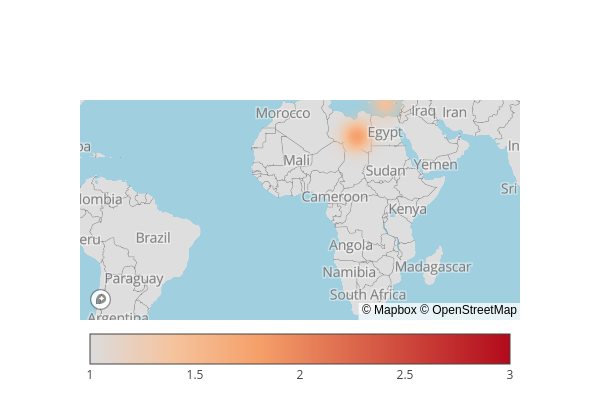 Morocco
Iraq Iran
Egypt
ba
Mali
In
Sudan
Yemen
Sri
lombia
Cameroon
Kenya
eru
Brazil
Angola
Paraguay
Namibia
Madagascar
South Africa
© Mapbox © OpenStreetMap
Argentina
1 1.5 2 2.5 3